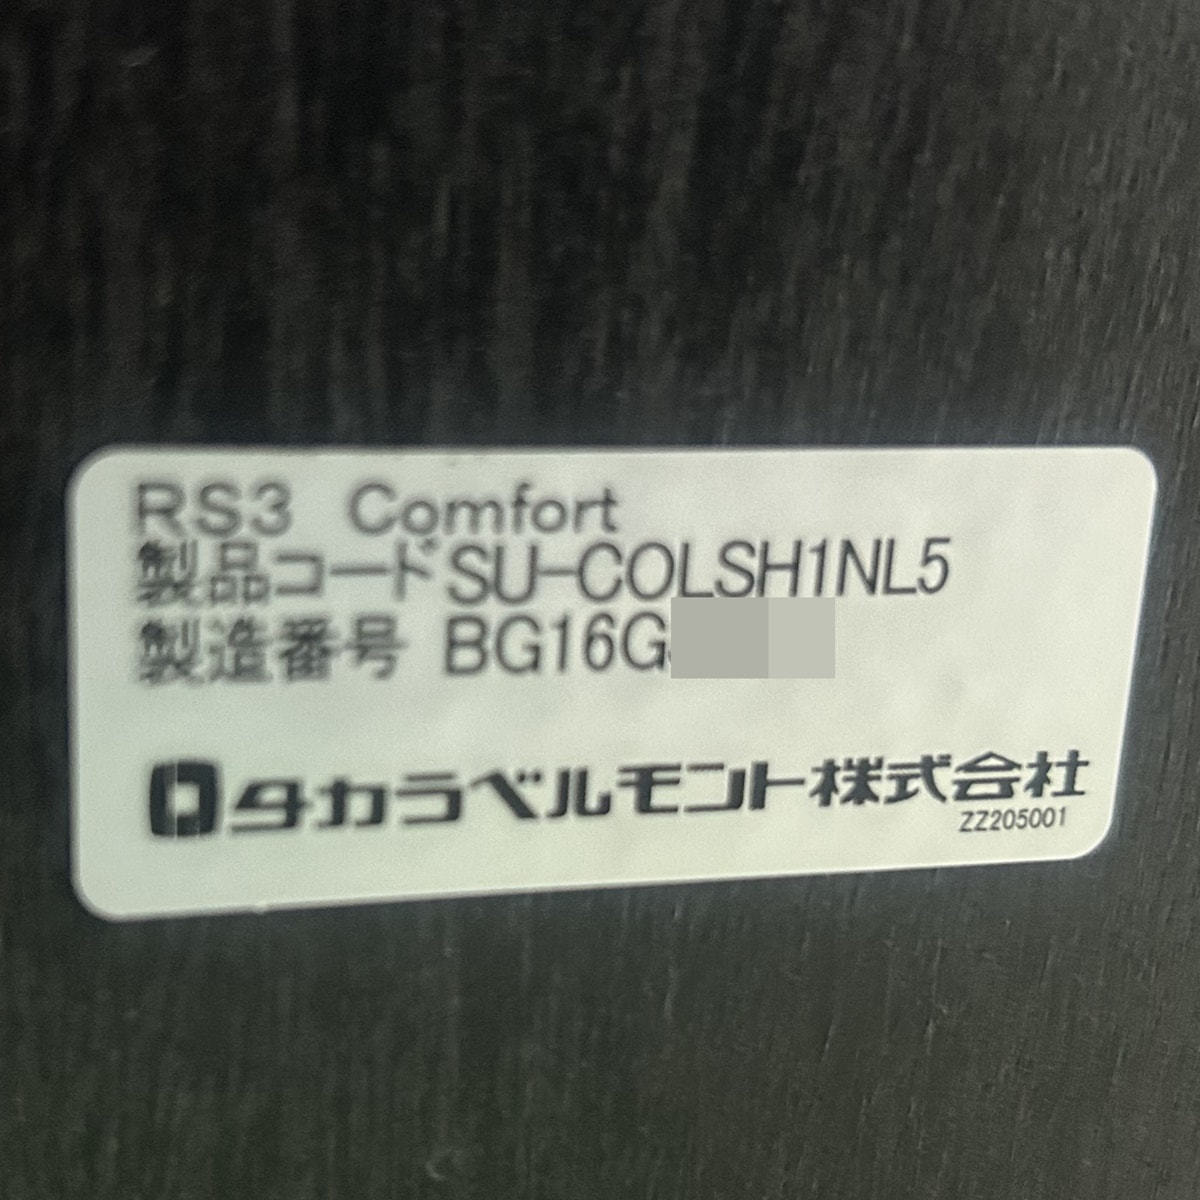 RS3 Comfort
製品コードSU-COLSH1NL5
製造番号 BG16G
タカラベルモント株式会社
ZZ205001